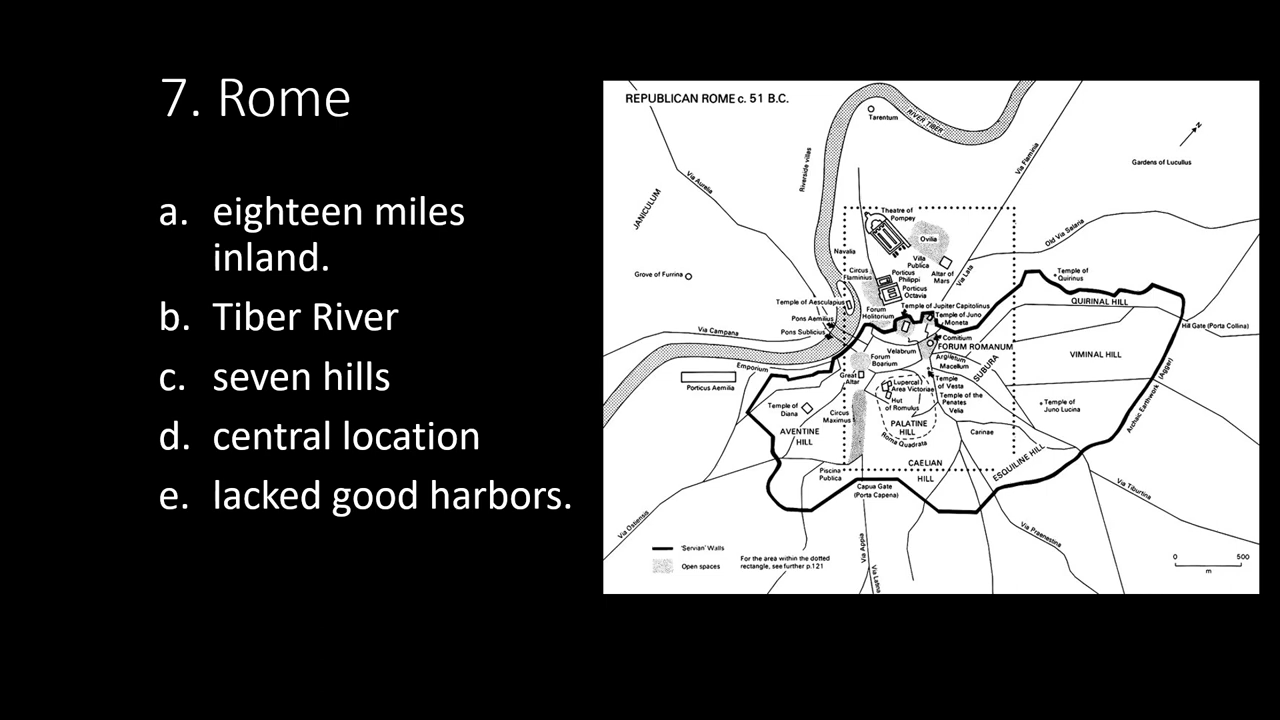 7. Rome
a. eighteen miles
inland.
b. Tiber River
c. seven hills
d. central location
e. lacked good harbors.
REPUBLICAN ROME c. 51 B.C.
Tarentum
RIVER TIBER
N
Gardens of Lucullus
Via Flaminia
Riverside villas
Via Aurelia
JANICULUM
Theatre of
Pompey
Ovilia
Old Via Salaria
Navalia
Villa
Publica
Altar of
Mars
Via Lata
Grove of Furrina
Circus
Flaminius
Porticus
Philippi
Porticus
Octavia
Temple of
Quirinus
QUIRINAL HILL
Temple of Aesculapius
Temple of Jupiter Capitolinus
Forum
Holitorium
Temple of Juno
Moneta
Pons Aemilius
Pons Sublicius
Hill Gate (Porta Collina)
Via Campana
Comitium
FORUM ROMANUM
Velabrum
Argiletum
Macellum
SUBURA
VIMINAL HILL
Emporium
Forum
Boarium
Porticus Aemilia
Great
Altar
Lupercal
Area Victoriae
Temple
of Vesta
Hut
of Romulus
Temple of the
Penates
Velia
Temple of
Juno Lucina
Archaic Earthwork (Agger)
Temple of
Diana
Circus
Maximus
AVENTINE
HILL
PALATINE
HILL
Roma Quadrata
Carinae
ESQUILINE HILL
CAELIAN
HILL
Piscina
Publica
Capua Gate
(Porta Capena)
Via Tiburtina
Via Ostiensis
Via Praenestina
Via Appia
Via Latina
'Servian' Walls
Open spaces
For the area within the dotted
rectangle, see further p.121
0 500
m